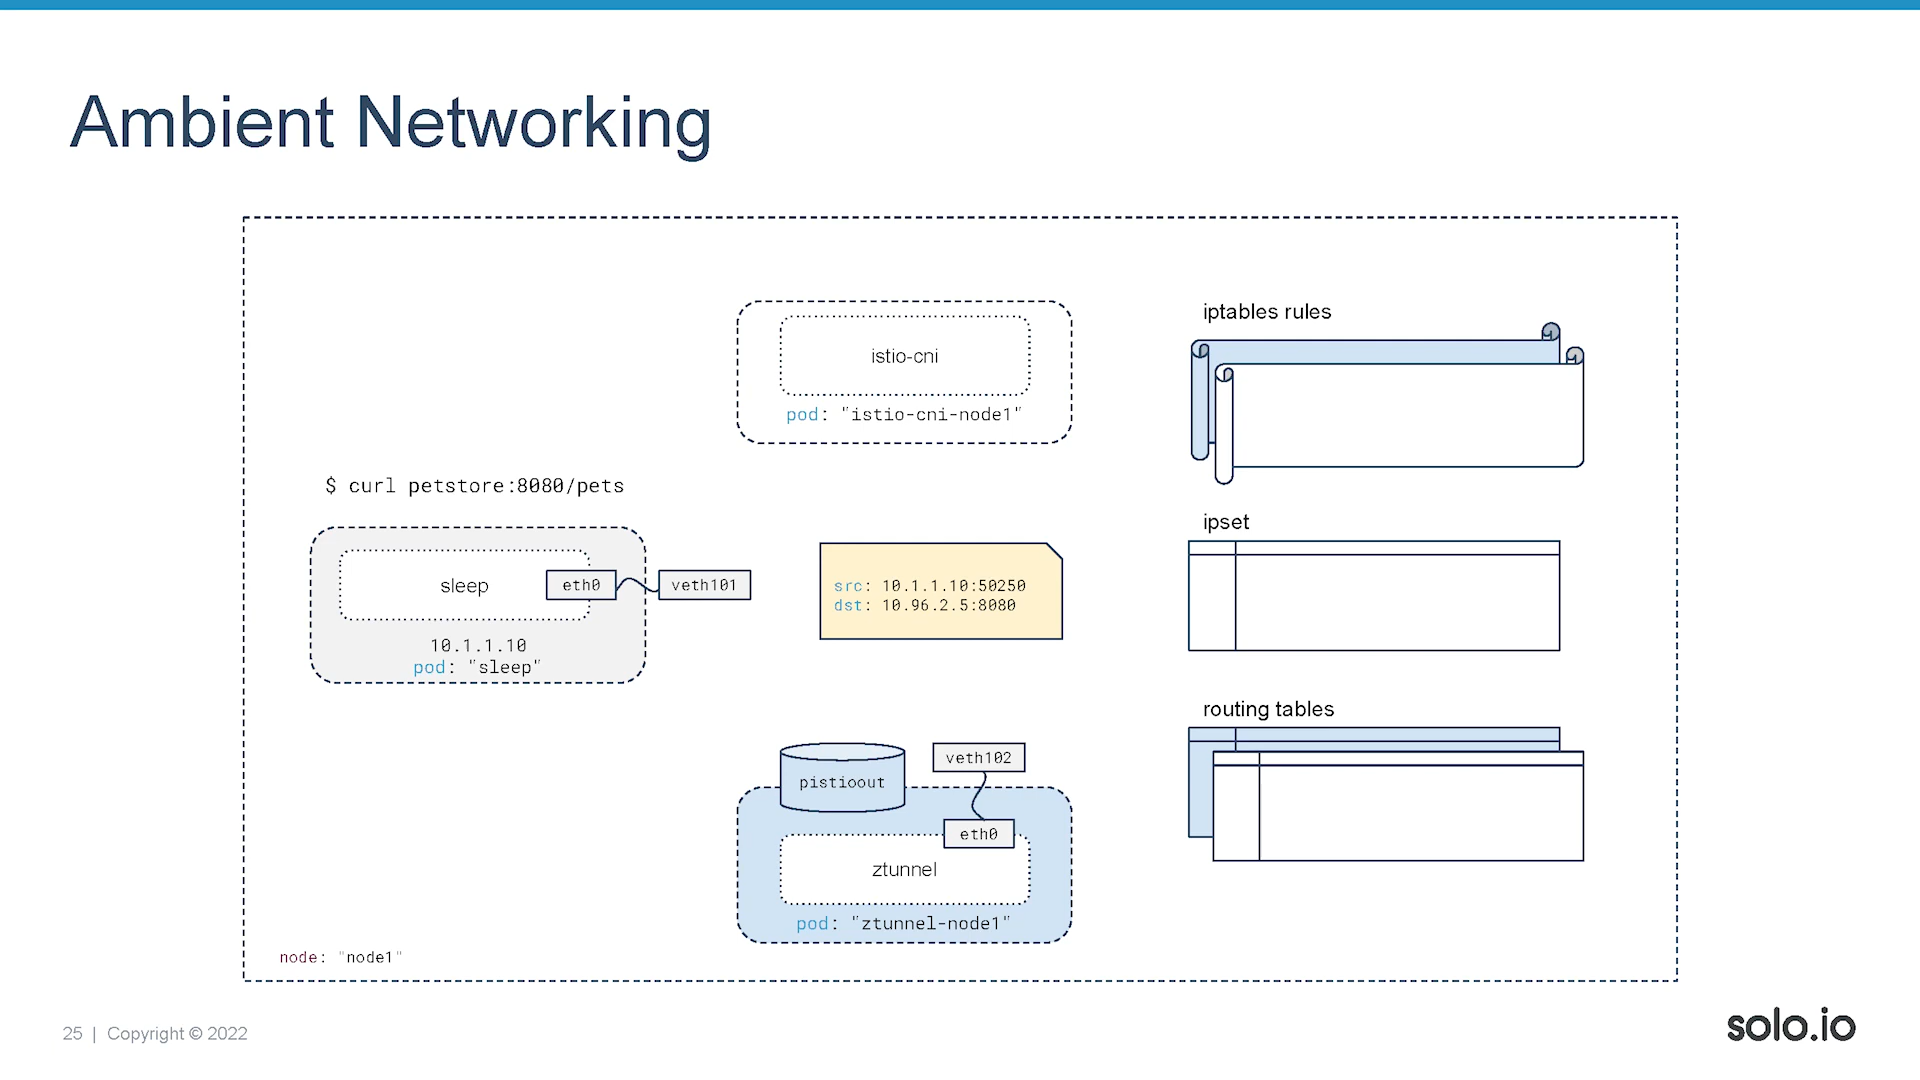 Ambient Networking
istio-cni
pod: "istio-cni-node1"
iptables rules
$ curl petstore:8080/pets
sleep
eth0
veth101
10.1.1.10
pod: "sleep"
src: 10.1.1.10:50250
dst: 10.96.2.5:8080
ipset
routing tables
pistioout
veth102
eth0
ztunnel
pod: "ztunnel-node1"
node: "node1"
25 | Copyright © 2022
solo.io